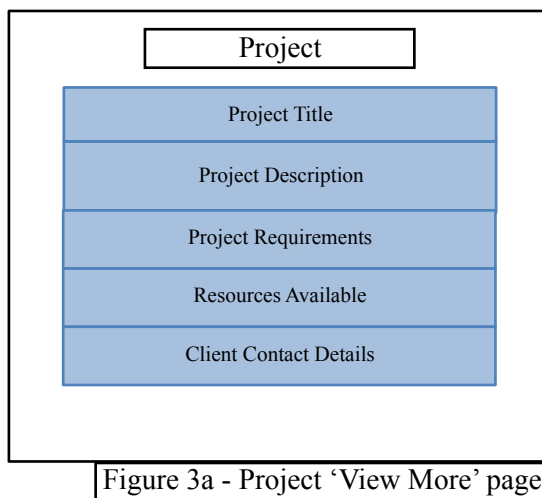 Project
Project Title
Project Description
Project Requirements
Resources Available
Client Contact Details
Figure 3a - Project ‘View More’ page